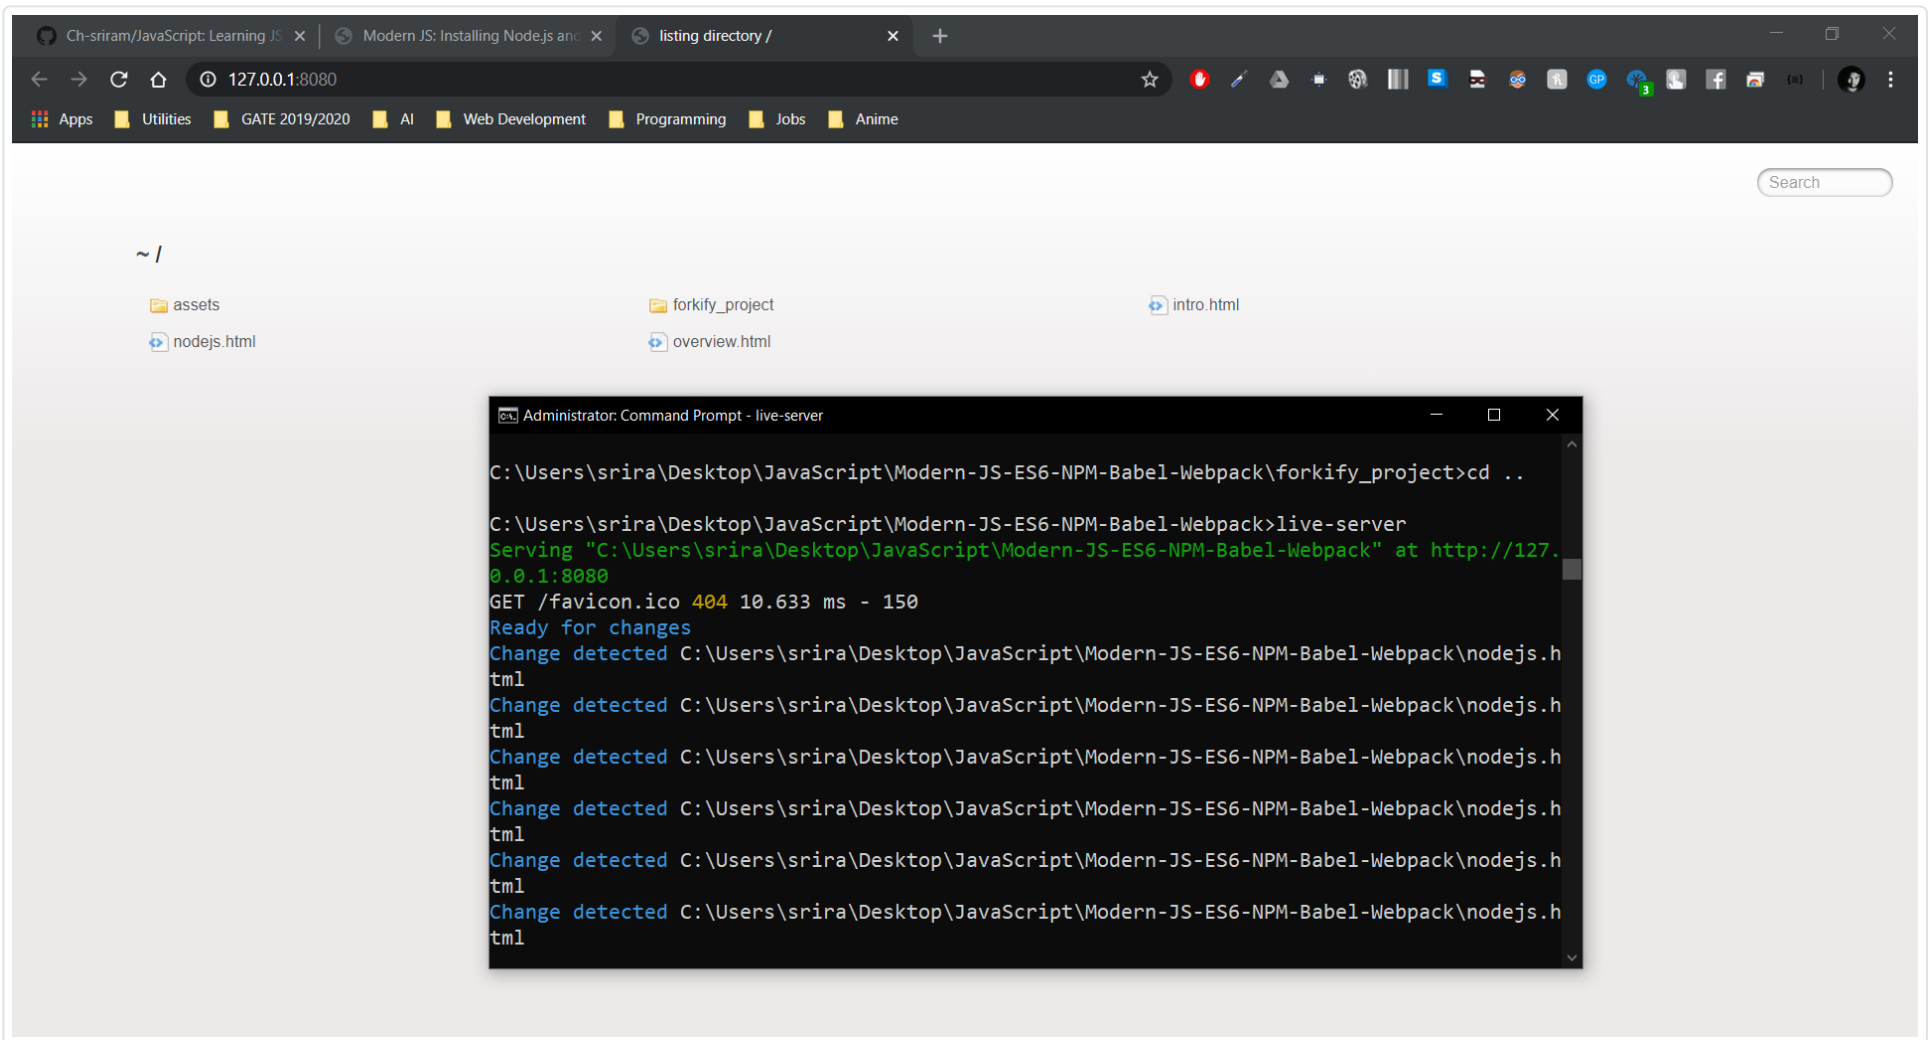 Ch-sriram/JavaScript: Learning JS
Modern JS: Installing Node.js and
listing directory /
127.0.0.1:8080
S
GP
3
Apps
Utilities
GATE 2019/2020
AI
Web Development
Programming
Jobs
Anime
Search
~ /
assets
forkify_project
intro.html
nodejs.html
overview.html
Administrator: Command Prompt - live-server
C:\Users\srira\Desktop\JavaScript\Modern-JS-ES6-NPM-Babel-Webpack\forkify_project>cd ..
C:\Users\srira\Desktop\JavaScript\Modern-JS-ES6-NPM-Babel-Webpack>live-server
Serving "C:\Users\srira\Desktop\JavaScript\Modern-JS-ES6-NPM-Babel-Webpack" at http://127.
0.0.1:8080
GET /favicon.ico 404 10.633 ms - 150
Ready for changes
Change detected C:\Users\srira\Desktop\JavaScript\Modern-JS-ES6-NPM-Babel-Webpack\nodejs.h
tml
Change detected C:\Users\srira\Desktop\JavaScript\Modern-JS-ES6-NPM-Babel-Webpack\nodejs.h
tml
Change detected C:\Users\srira\Desktop\JavaScript\Modern-JS-ES6-NPM-Babel-Webpack\nodejs.h
tml
Change detected C:\Users\srira\Desktop\JavaScript\Modern-JS-ES6-NPM-Babel-Webpack\nodejs.h
tml
Change detected C:\Users\srira\Desktop\JavaScript\Modern-JS-ES6-NPM-Babel-Webpack\nodejs.h
tml
Change detected C:\Users\srira\Desktop\JavaScript\Modern-JS-ES6-NPM-Babel-Webpack\nodejs.h
tml